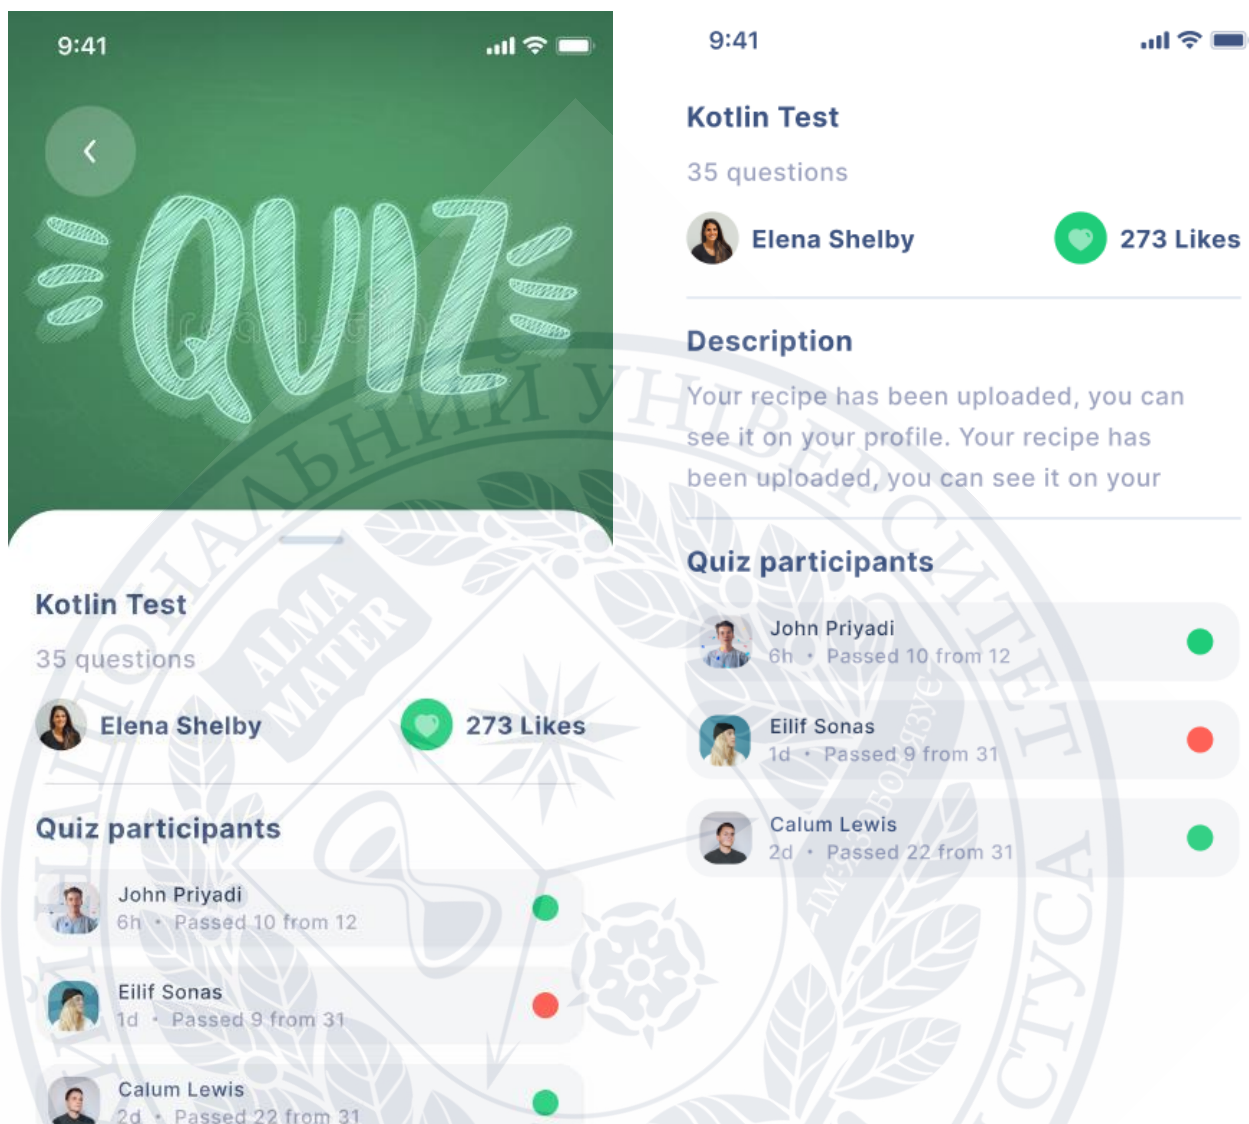 9:41
QUIZ
dreamstime
Kotlin Test
35 questions
Elena Shelby
273 Likes
Quiz participants
John Priyadi
6h • Passed 10 from 12
Eilif Sonas
1d • Passed 9 from 31
Calum Lewis
2d • Passed 22 from 31
9:41
Kotlin Test
35 questions
Elena Shelby
273 Likes
Description
Your recipe has been uploaded, you can
see it on your profile. Your recipe has
been uploaded, you can see it on your
Quiz participants
John Priyadi
6h • Passed 10 from 12
Eilif Sonas
1d • Passed 9 from 31
Calum Lewis
2d • Passed 22 from 31
НАЦІОНАЛЬНИЙ УНІВЕРСИТЕТ
ALMA
MATER
СТУСА